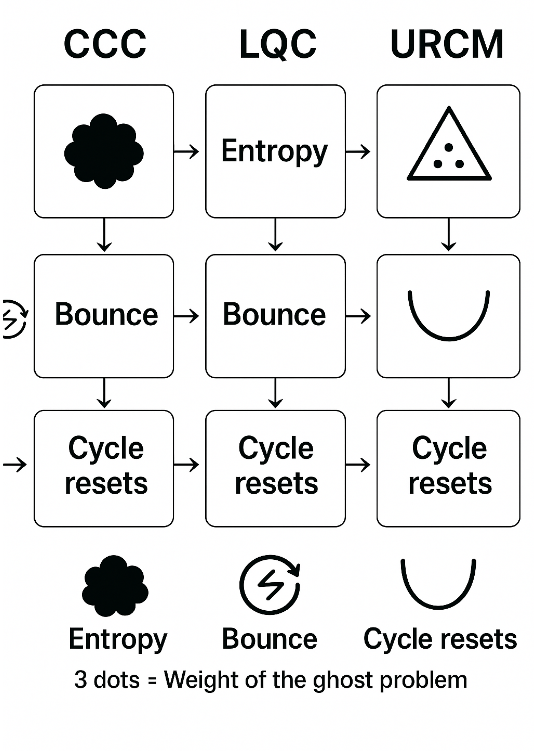 CCC LQC URCM
Entropy
Bounce Bounce
Cycle resets Cycle resets Cycle resets
Entropy Bounce Cycle resets
3 dots = Weight of the ghost problem